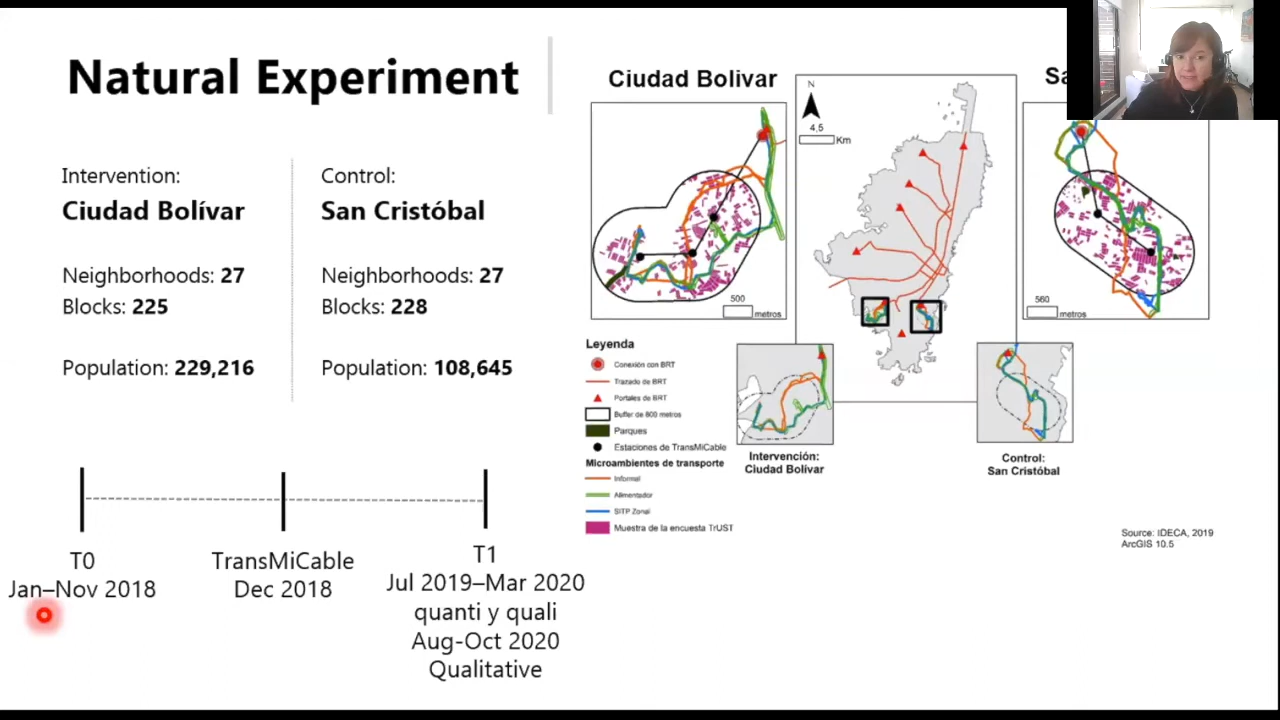 Natural Experiment
Intervention:
Ciudad Bolívar
Neighborhoods: 27
Blocks: 225
Population: 229,216
Control:
San Cristóbal
Neighborhoods: 27
Blocks: 228
Population: 108,645
T0
Jan–Nov 2018
TransMiCable
Dec 2018
T1
Jul 2019–Mar 2020
quanti y quali
Aug-Oct 2020
Qualitative
Ciudad Bolivar
500
metros
N
4,5
Km
Sa
560
metros
Leyenda
Conexión con BRT
Trazado de BRT
Portales de BRT
Buffer de 800 metros
Parques
Estaciones de TransMiCable
Microambientes de transporte
Informal
Alimentador
SITP Zonal
Muestra de la encuesta TrUST
Intervención:
Ciudad Bolívar
Control:
San Cristóbal
Source: IDECA, 2019
ArcGIS 10.5